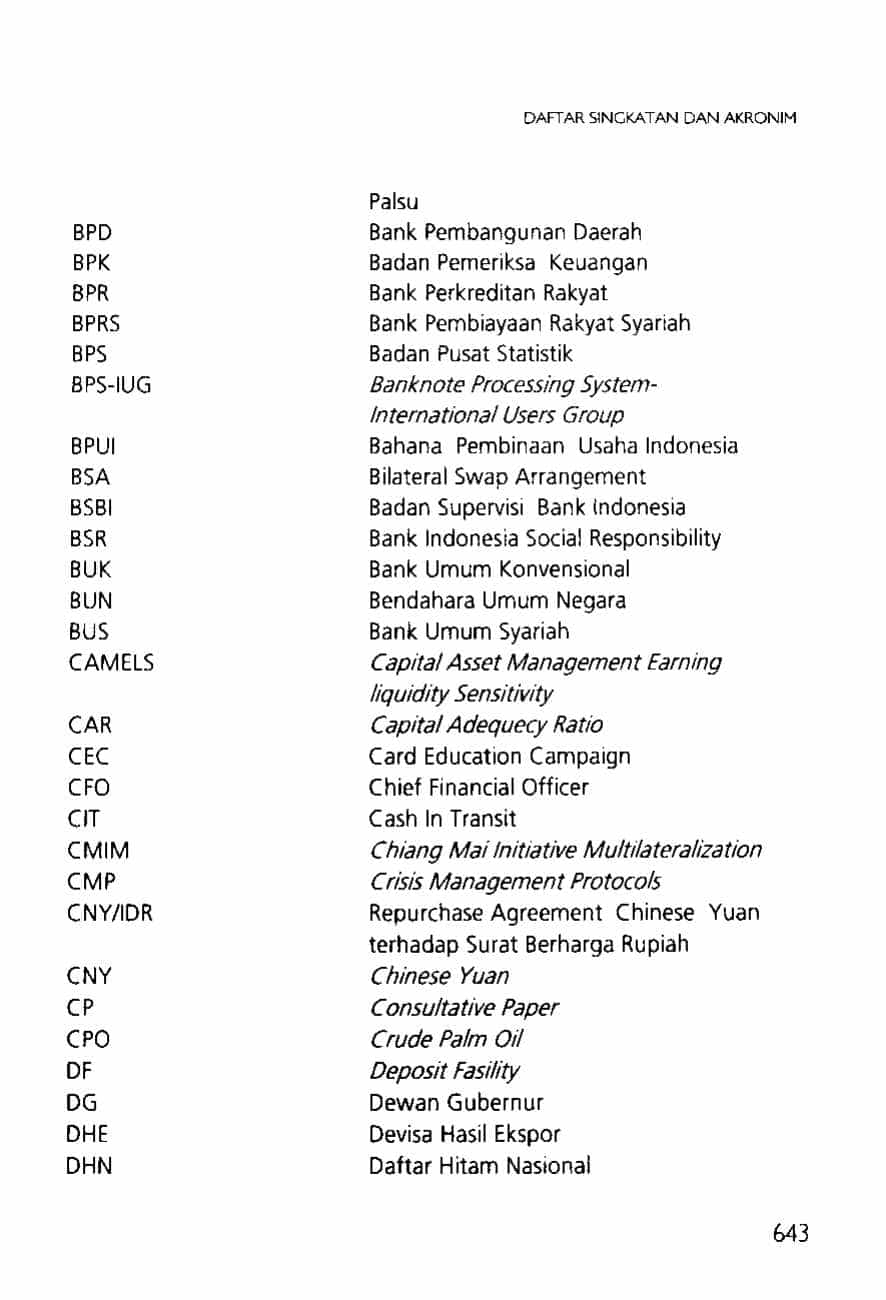 DAFTAR SINGKATAN DAN AKRONIM
Palsu
BPD Bank Pembangunan Daerah
BPK Badan Pemeriksa Keuangan
BPR Bank Perkreditan Rakyat
BPRS Bank Pembiayaan Rakyat Syariah
BPS Badan Pusat Statistik
BPS-IUG Banknote Processing System-
International Users Group
BPUI Bahana Pembinaan Usaha Indonesia
BSA Bilateral Swap Arrangement
BSBI Badan Supervisi Bank Indonesia
BSR Bank Indonesia Social Responsibility
BUK Bank Umum Konvensional
BUN Bendahara Umum Negara
BUS Bank Umum Syariah
CAMELS Capital Asset Management Earning
liquidity Sensitivity
CAR Capital Adequecy Ratio
CEC Card Education Campaign
CFO Chief Financial Officer
CIT Cash In Transit
CMIM Chiang Mai Initiative Multilateralization
CMP Crisis Management Protocols
CNY/IDR Repurchase Agreement Chinese Yuan
terhadap Surat Berharga Rupiah
CNY Chinese Yuan
CP Consultative Paper
CPO Crude Palm Oil
DF Deposit Fasility
DG Dewan Gubernur
DHE Devisa Hasil Ekspor
DHN Daftar Hitam Nasional
643